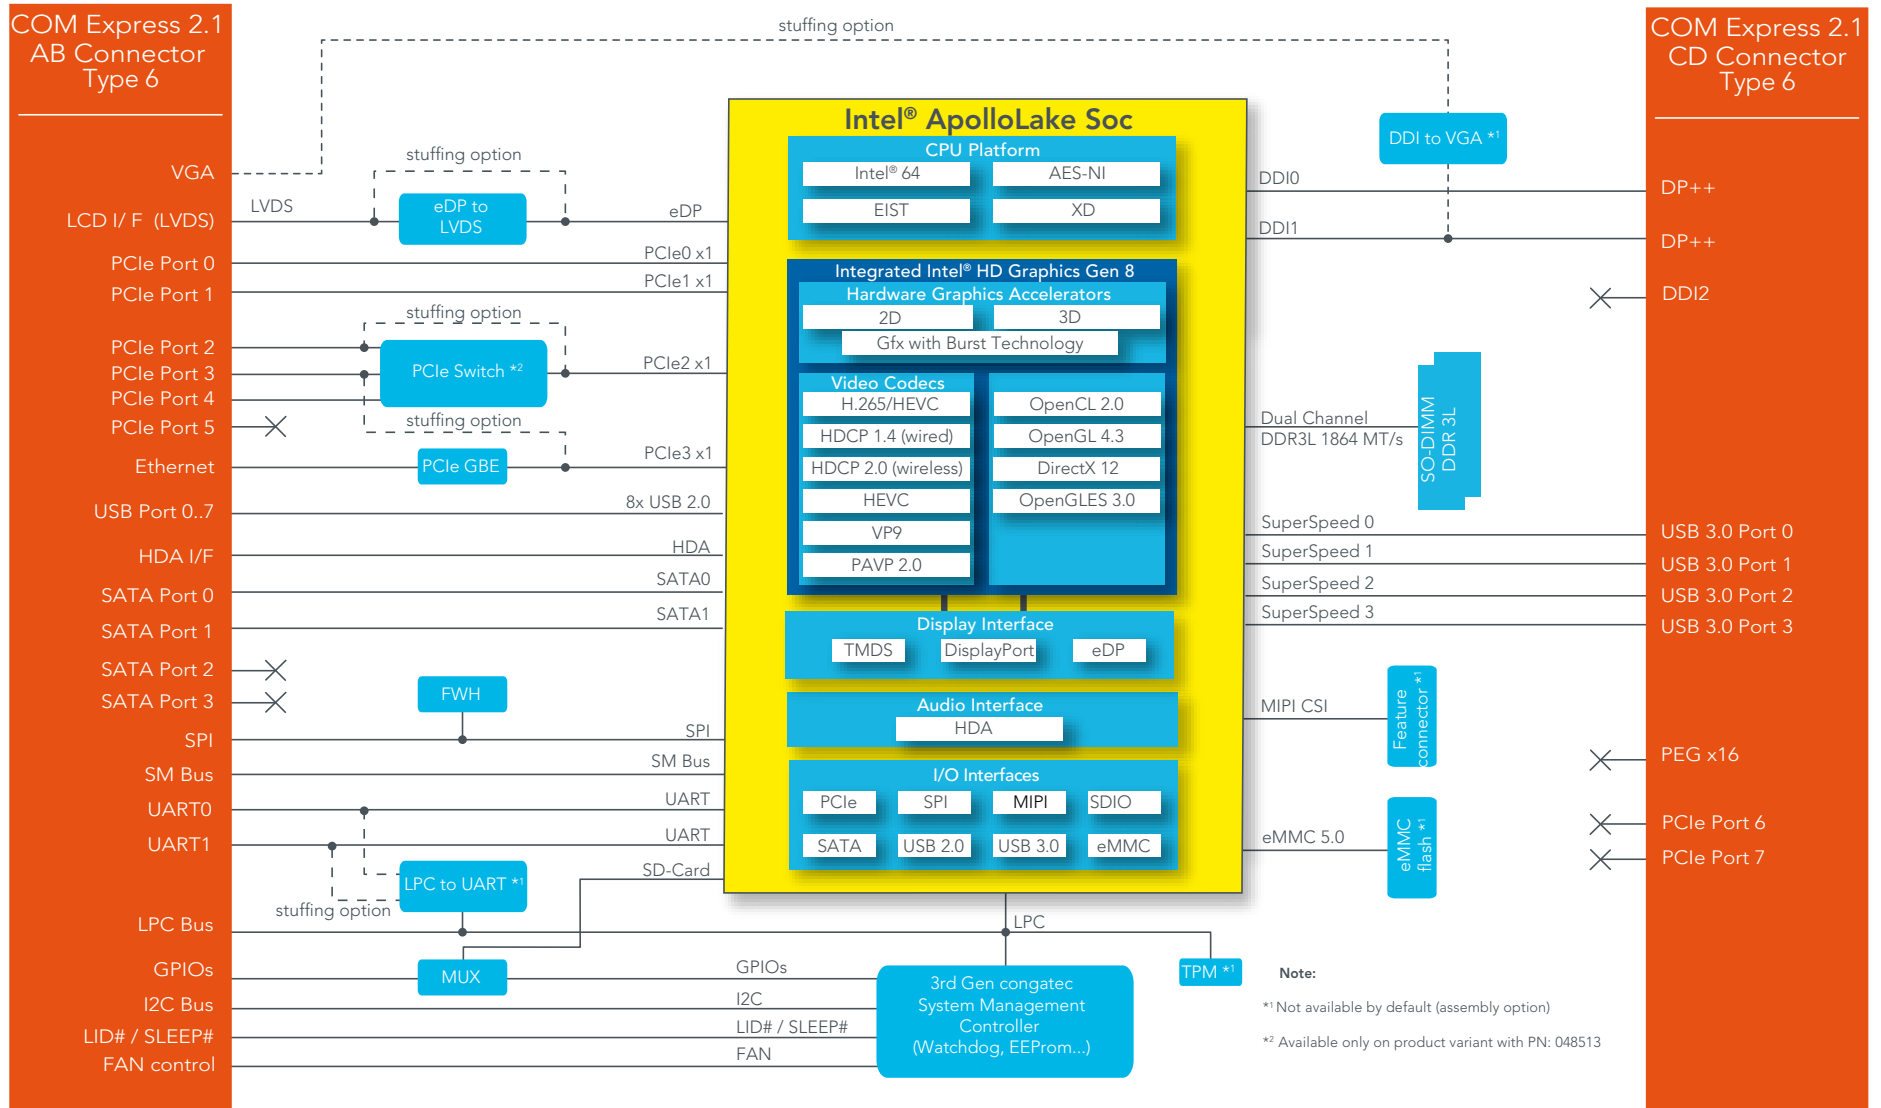 COM Express 2.1
AB Connector
Type 6
VGA
LCD I/ F (LVDS)
PCIe Port 0
PCIe Port 1
PCIe Port 2
PCIe Port 3
PCIe Port 4
PCIe Port 5
Ethernet
USB Port 0..7
HDA I/F
SATA Port 0
SATA Port 1
SATA Port 2
SATA Port 3
SPI
SM Bus
UART0
UART1
LPC Bus
GPIOs
I2C Bus
LID# / SLEEP#
FAN control
stuffing option
stuffing option
LVDS
eDP to
LVDS
eDP
PCIe0 x1
PCIe1 x1
stuffing option
PCIe Switch *2
PCIe2 x1
stuffing option
PCIe GBE
PCIe3 x1
8x USB 2.0
HDA
SATA0
SATA1
FWH
SPI
SM Bus
UART
UART
SD-Card
LPC to UART *1
stuffing option
MUX
GPIOs
I2C
LID# / SLEEP#
FAN
Intel® ApolloLake Soc
CPU Platform
Intel® 64
AES-NI
EIST
XD
Integrated Intel® HD Graphics Gen 8
Hardware Graphics Accelerators
2D
3D
Gfx with Burst Technology
Video Codecs
H.265/HEVC
HDCP 1.4 (wired)
HDCP 2.0 (wireless)
HEVC
VP9
PAVP 2.0
OpenCL 2.0
OpenGL 4.3
DirectX 12
OpenGLES 3.0
Display Interface
TMDS
DisplayPort
eDP
Audio Interface
HDA
I/O Interfaces
PCIe
SPI
MIPI
SDIO
SATA
USB 2.0
USB 3.0
eMMC
LPC
3rd Gen congatec
System Management
Controller
(Watchdog, EEProm...)
TPM *1
DDI to VGA *1
DDI0
DDI1
Dual Channel
DDR3L 1864 MT/s
SO-DIMM
DDR 3L
SuperSpeed 0
SuperSpeed 1
SuperSpeed 2
SuperSpeed 3
MIPI CSI
Feature
connector *1
eMMC 5.0
eMMC
flash *1
Note:
*1 Not available by default (assembly option)
*2 Available only on product variant with PN: 048513
COM Express 2.1
CD Connector
Type 6
DP++
DP++
DDI2
USB 3.0 Port 0
USB 3.0 Port 1
USB 3.0 Port 2
USB 3.0 Port 3
PEG x16
PCIe Port 6
PCIe Port 7